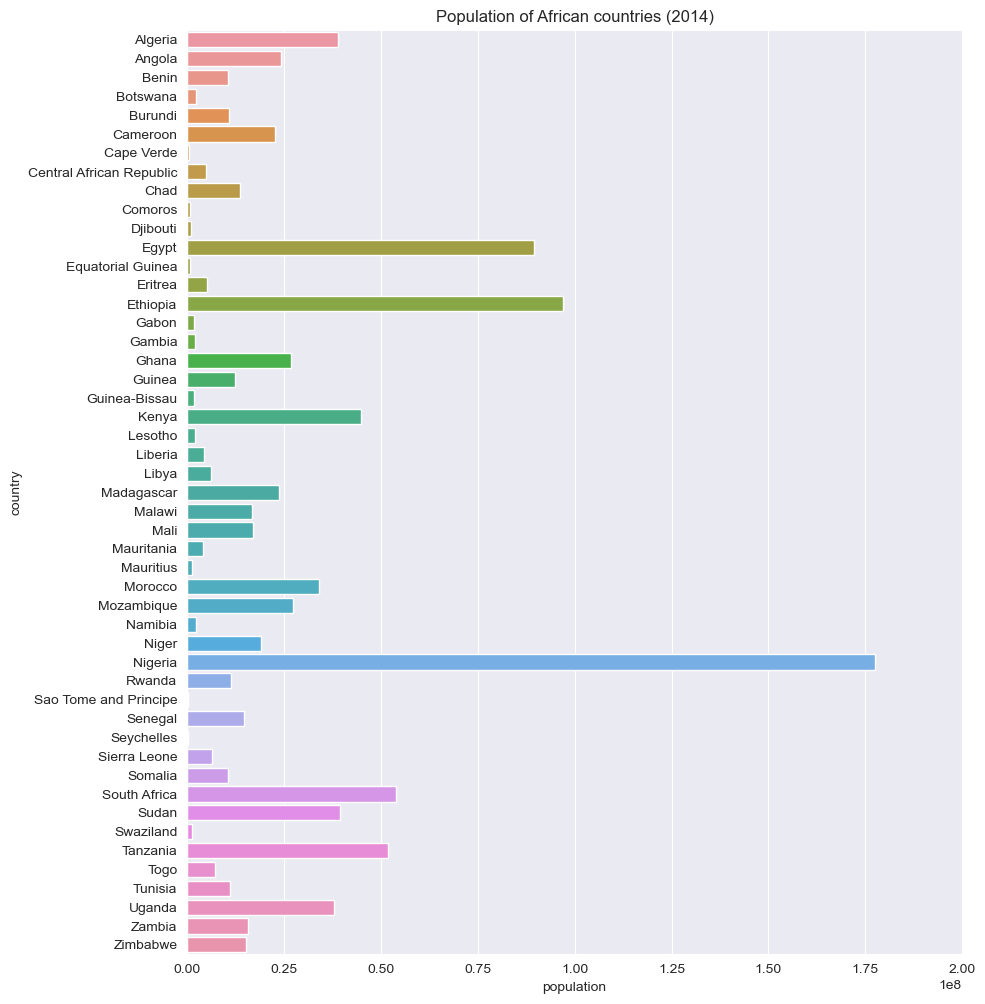 Population of African countries (2014)
Algeria
Angola
Benin
Botswana
Burundi
Cameroon
Cape Verde
Central African Republic
Chad
Comoros
Djibouti
Egypt
Equatorial Guinea
Eritrea
Ethiopia
Gabon
Gambia
Ghana
Guinea
Guinea-Bissau
Kenya
Lesotho
Liberia
Libya
Madagascar
Malawi
Mali
Mauritania
Mauritius
Morocco
Mozambique
Namibia
Niger
Nigeria
Rwanda
Sao Tome and Principe
Senegal
Seychelles
Sierra Leone
Somalia
South Africa
Sudan
Swaziland
Tanzania
Togo
Tunisia
Uganda
Zambia
Zimbabwe
country
0.00 0.25 0.50 0.75 1.00 1.25 1.50 1.75 2.00
1e8
population